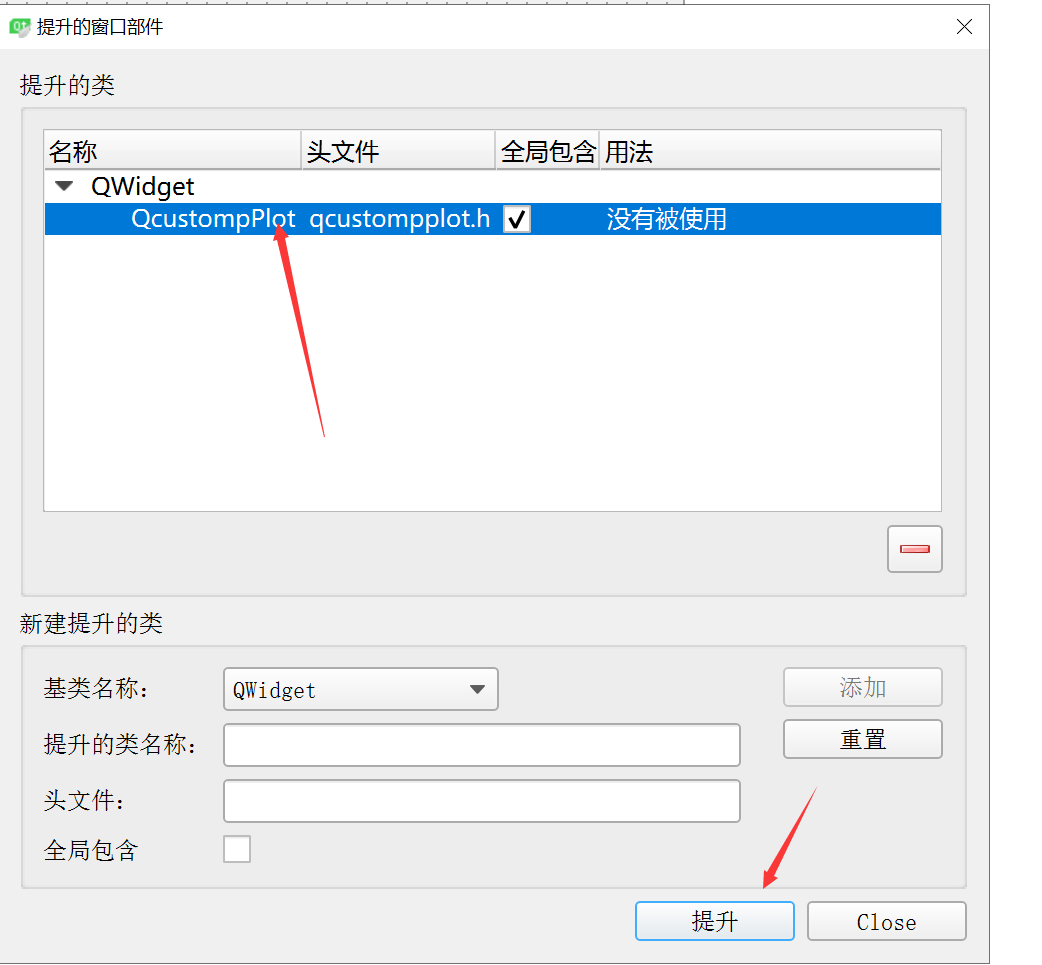 提升的窗口部件
提升的类
名称 头文件 全局包含 用法
QWidget
QcustompPlot qcustompplot.h 没有被使用
新建提升的类
基类名称： QWidget 添加
提升的类名称： 重置
头文件：
全局包含
提升 Close